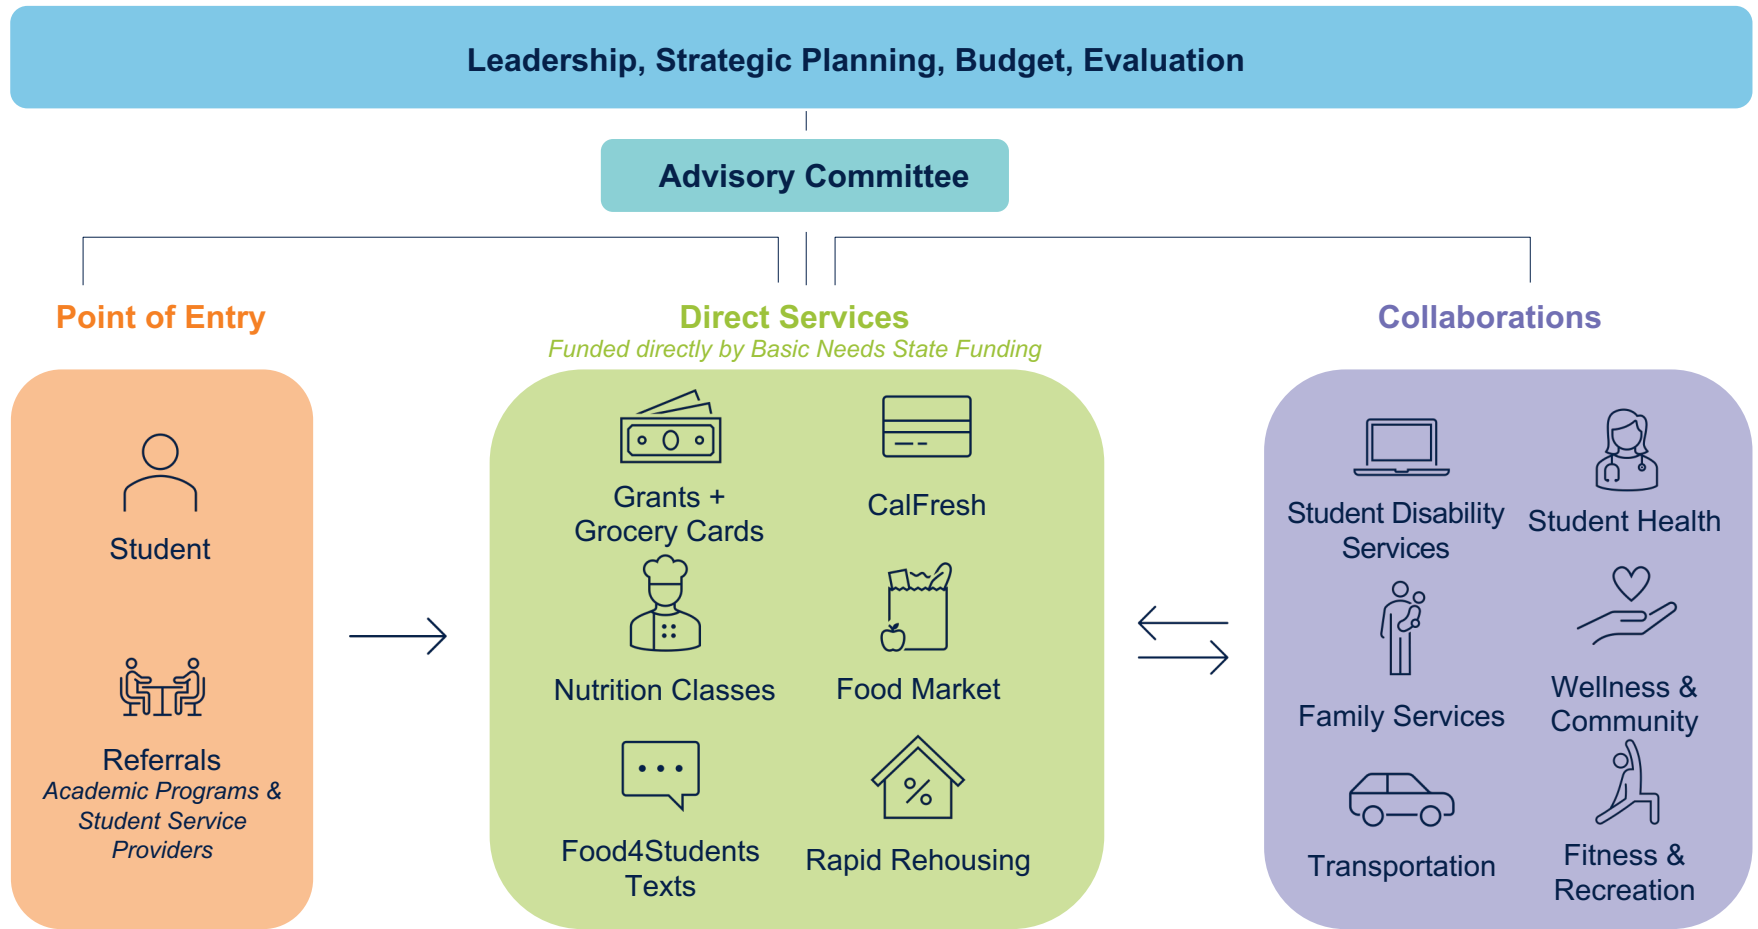 Leadership, Strategic Planning, Budget, Evaluation
Advisory Committee
Point of Entry
Student
Referrals
Academic Programs &
Student Service
Providers
Direct Services
Funded directly by Basic Needs State Funding
Grants +
Grocery Cards
CalFresh
Nutrition Classes
Food Market
Food4Students
Texts
Rapid Rehousing
Collaborations
Student Disability
Services
Student Health
Family Services
Wellness &
Community
Transportation
Fitness &
Recreation